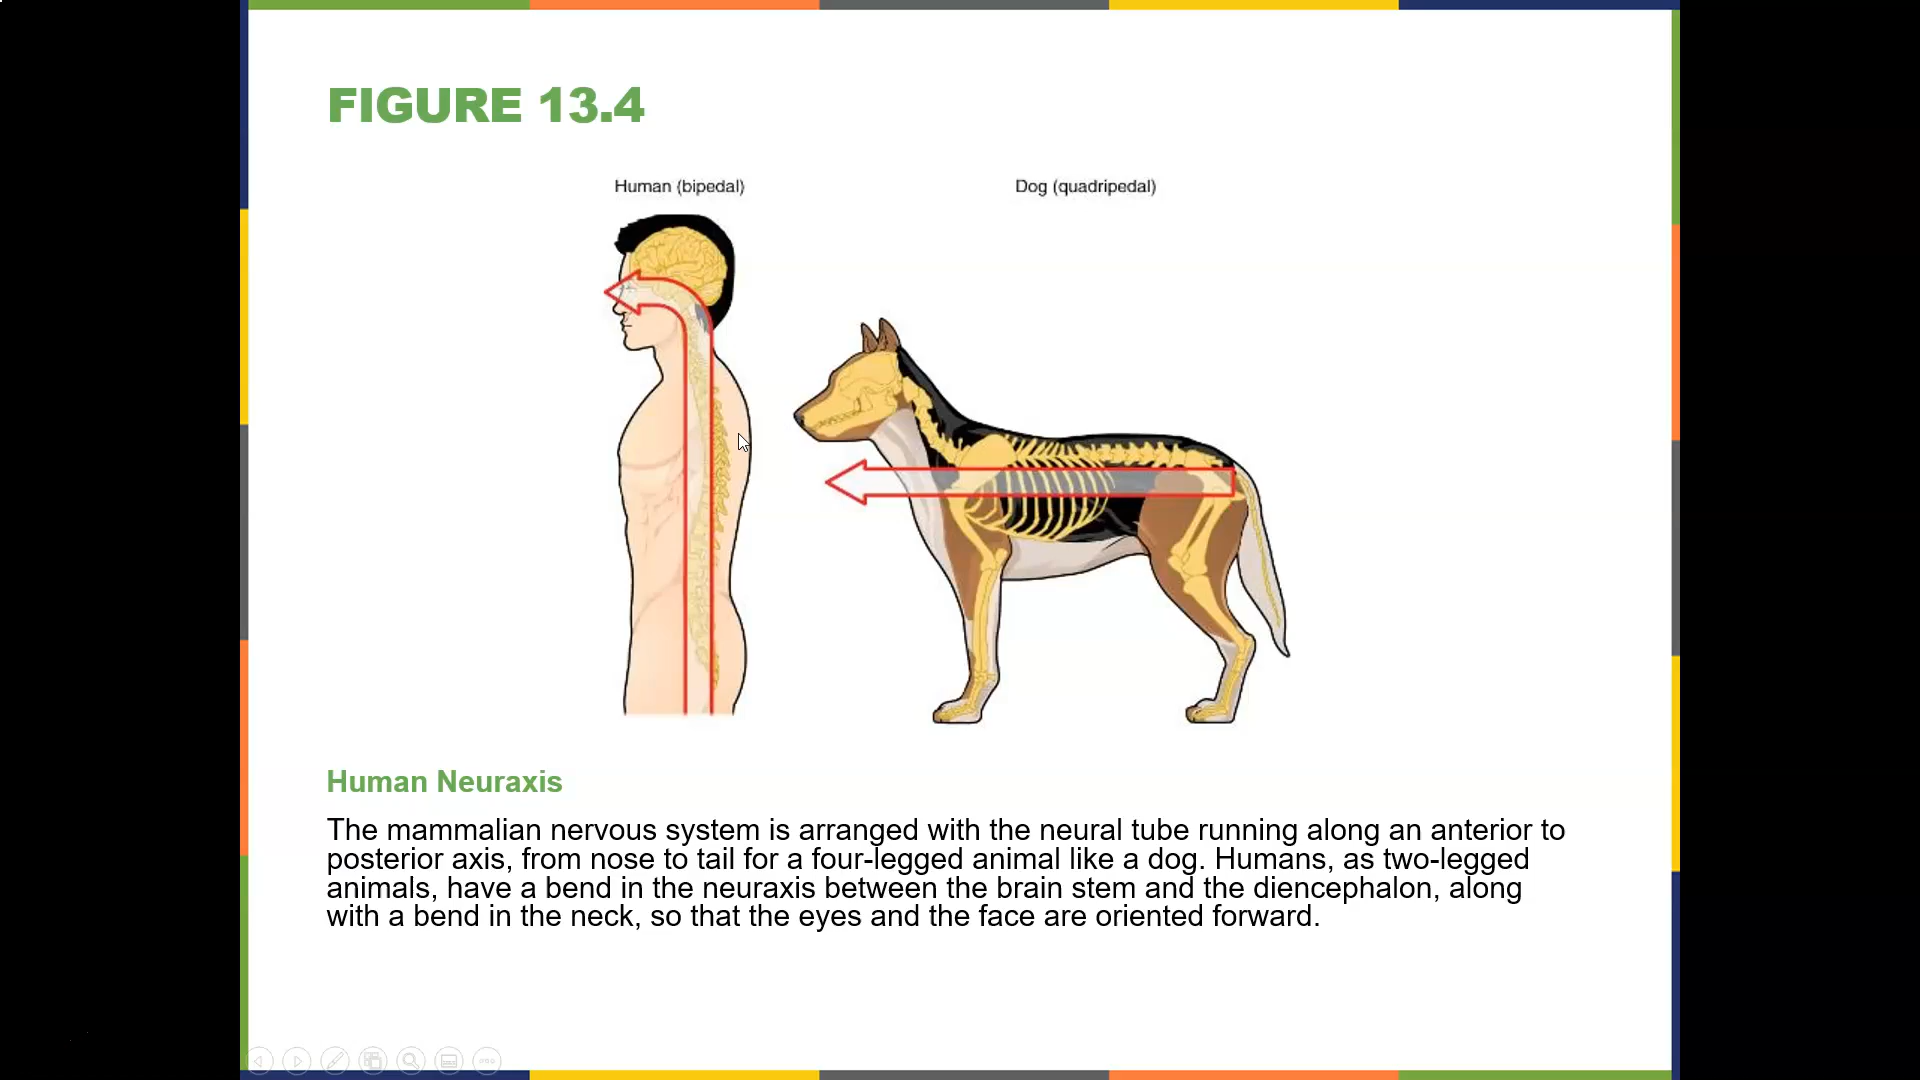 FIGURE 13.4
Human (bipedal)
Dog (quadripedal)
Human Neuraxis
The mammalian nervous system is arranged with the neural tube running along an anterior to
posterior axis, from nose to tail for a four-legged animal like a dog. Humans, as two-legged
animals, have a bend in the neuraxis between the brain stem and the diencephalon, along
with a bend in the neck, so that the eyes and the face are oriented forward.